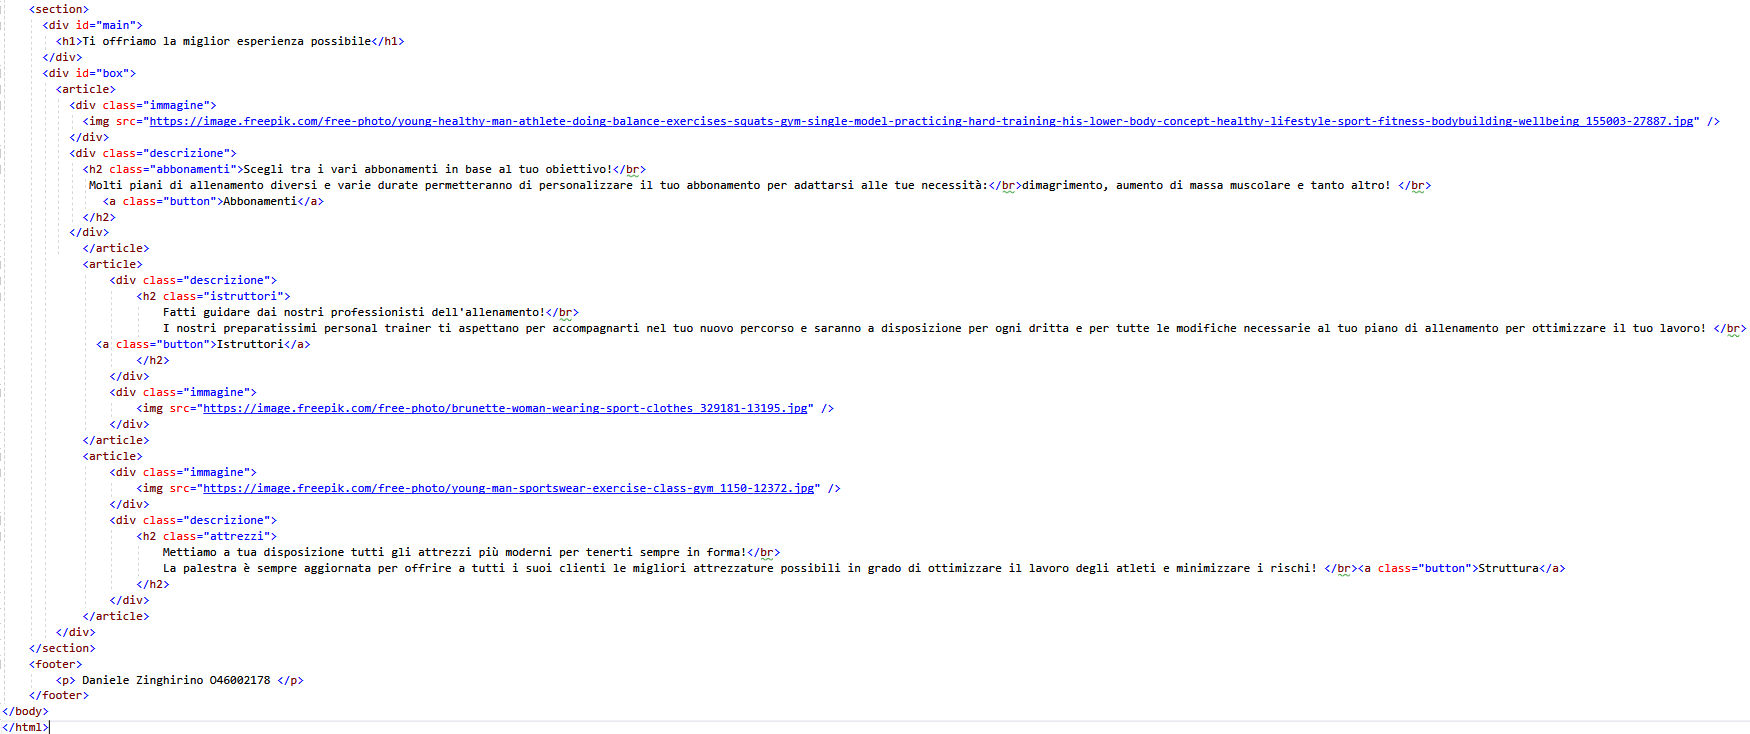 <section>
<div id="main">
<h1>Ti offriamo la miglior esperienza possibile</h1>
</div>
<div id="box">
<article>
<div class="immagine">
<img src="https://image.freepik.com/free-photo/young-healthy-man-athlete-doing-balance-exercises-squats-gym-single-model-practicing-hard-training-his-lower-body-concept-healthy-lifestyle-sport-fitness-bodybuilding-wellbeing_155003-27887.jpg" />
</div>
<div class="descrizione">
<h2 class="abbonamenti">Scegli tra i vari abbonamenti in base al tuo obiettivo!</br>
Molti piani di allenamento diversi e varie durate permetteranno di personalizzare il tuo abbonamento per adattarsi alle tue necessità:</br>dimagrimento, aumento di massa muscolare e tanto altro! </br>
<a class="button">Abbonamenti</a>
</h2>
</div>
</article>
<article>
<div class="descrizione">
<h2 class="istruttori">
Fatti guidare dai nostri professionisti dell'allenamento!</br>
I nostri preparatissimi personal trainer ti aspettano per accompagnarti nel tuo nuovo percorso e saranno a disposizione per ogni dritta e per tutte le modifiche necessarie al tuo piano di allenamento per ottimizzare il tuo lavoro! </br>
<a class="button">Istruttori</a>
</h2>
</div>
<div class="immagine">
<img src="https://image.freepik.com/free-photo/brunette-woman-wearing-sport-clothes_329181-13195.jpg" />
</div>
</article>
<article>
<div class="immagine">
<img src="https://image.freepik.com/free-photo/young-man-sportswear-exercise-class-gym_1150-12372.jpg" />
</div>
<div class="descrizione">
<h2 class="attrezzi">
Mettiamo a tua disposizione tutti gli attrezzi più moderni per tenerti sempre in forma!</br>
La palestra è sempre aggiornata per offrire a tutti i suoi clienti le migliori attrezzature possibili in grado di ottimizzare il lavoro degli atleti e minimizzare i rischi! </br><a class="button">Struttura</a>
</h2>
</div>
</article>
</div>
</section>
<footer>
<p> Daniele Zinghirino O46002178 </p>
</footer>
</body>
</html>